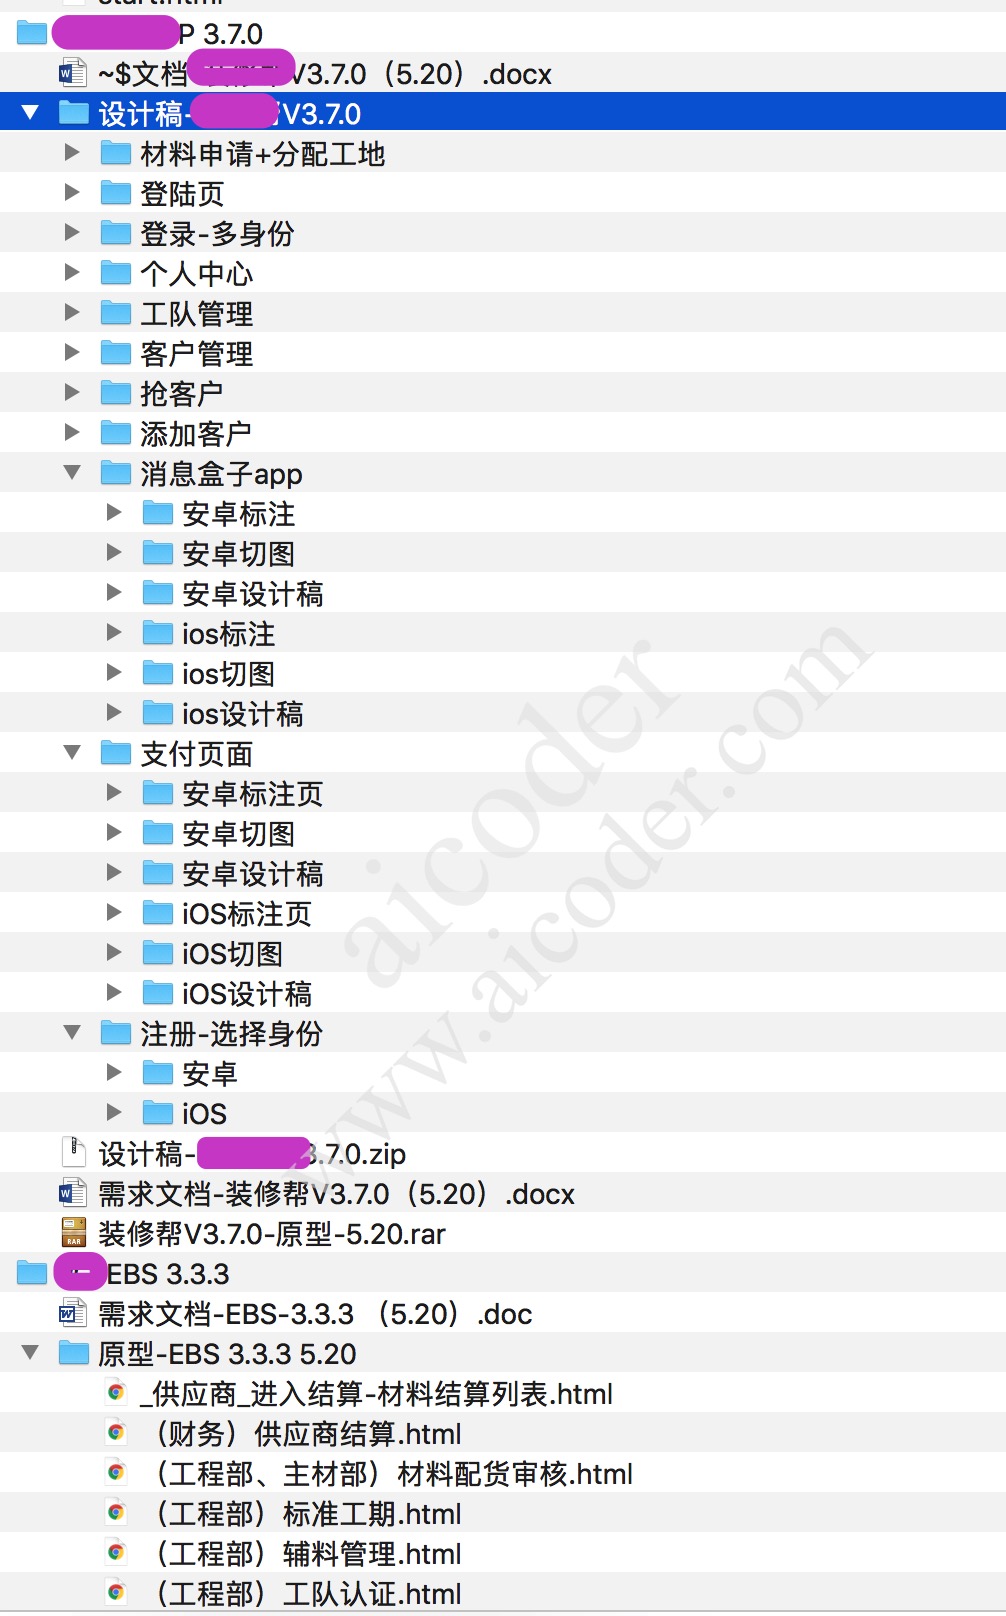 start.html
P 3.7.0
~$文档 V3.7.0（5.20）.docx
设计稿- V3.7.0
材料申请+分配工地
登陆页
登录-多身份
个人中心
工队管理
客户管理
抢客户
添加客户
消息盒子app
安卓标注
安卓切图
安卓设计稿
ios标注
ios切图
ios设计稿
支付页面
安卓标注页
安卓切图
安卓设计稿
iOS标注页
iOS切图
iOS设计稿
注册-选择身份
安卓
iOS
设计稿- 3.7.0.zip
需求文档-装修帮V3.7.0（5.20）.docx
装修帮V3.7.0-原型-5.20.rar
EBS 3.3.3
需求文档-EBS-3.3.3 （5.20）.doc
原型-EBS 3.3.3 5.20
_供应商_进入结算-材料结算列表.html
（财务）供应商结算.html
（工程部、主材部）材料配货审核.html
（工程部）标准工期.html
（工程部）辅料管理.html
（工程部）工队认证.html
aicoder
www.aicoder.com